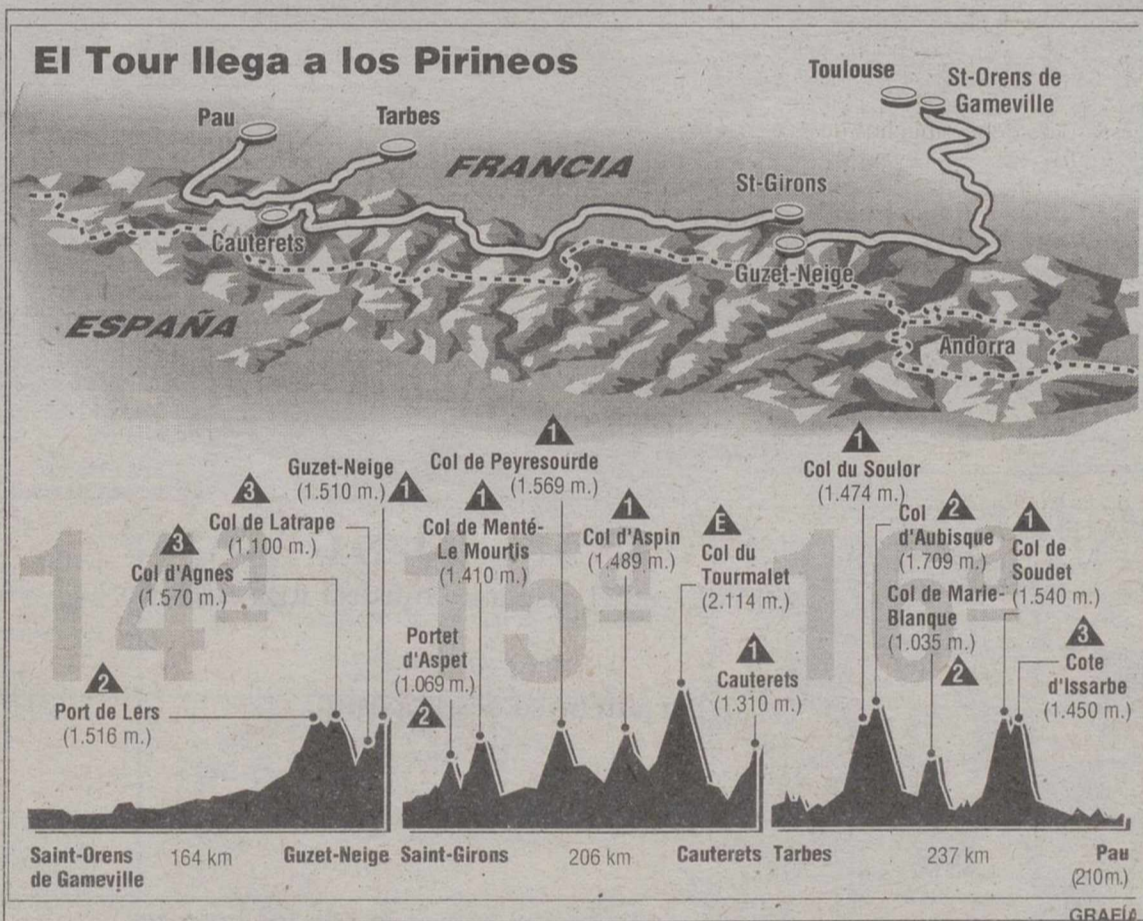 El Tour llega a los Pirineos
Toulouse
St-Orens de
Gameville
Pau
Tarbes
FRANCIA
St-Girons
Cauterets
Guzet-Neige
ESPAÑA
Andorra
14ª
2
Port de Lers
(1.516 m.)
3
Col d'Agnes
(1.570 m.)
3
Col de Latrape
(1.100 m.)
Guzet-Neige
(1.510 m.)
1
Saint-Orens
de Gameville
164 km
Guzet-Neige
15ª
Portet
d'Aspet
(1.069 m.)
2
1
Col de Menté-
Le Mourtis
(1.410 m.)
1
Col de Peyresourde
(1.569 m.)
1
Col d'Aspin
(1.489 m.)
E
Col du
Tourmalet
(2.114 m.)
1
Cauterets
(1.310 m.)
Saint-Girons
206 km
Cauterets
16ª
1
Col du Soulor
(1.474 m.)
2
Col
d'Aubisque
(1.709 m.)
Col de Marie-
Blanque
(1.035 m.)
2
1
Col de
Soudet
(1.540 m.)
3
Cote
d'Issarbe
(1.450 m.)
Tarbes
237 km
Pau
(210 m.)